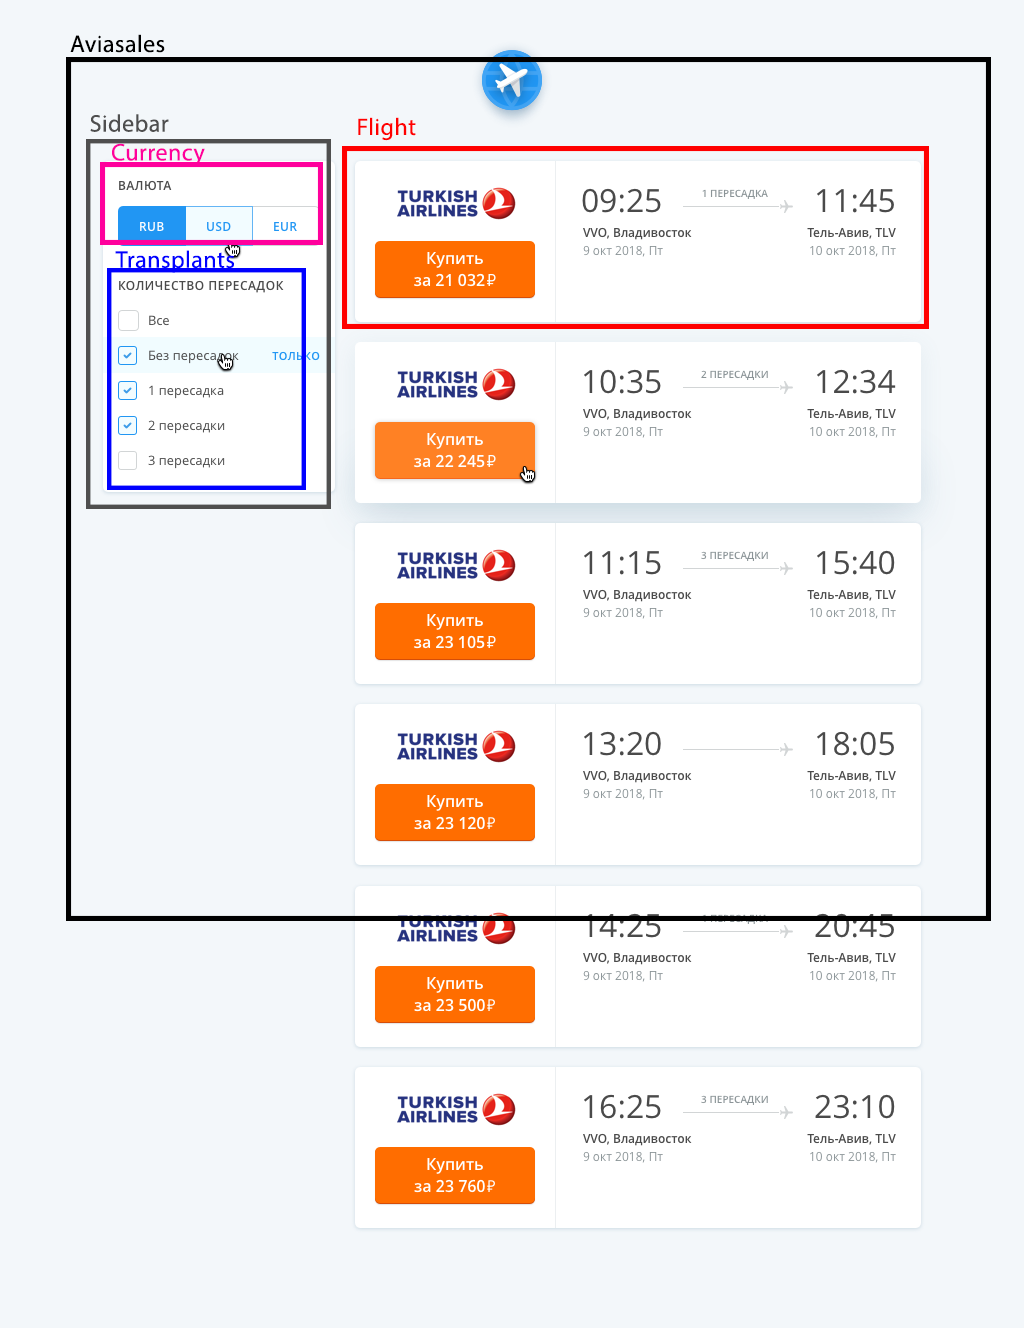 Aviasales
Sidebar
Currency
ВАЛЮТА
RUB USD EUR
Transplants
КОЛИЧЕСТВО ПЕРЕСАДОК
Все
Без пересадок ТОЛЬКО
1 пересадка
2 пересадки
3 пересадки
Flight
TURKISH
AIRLINES
Купить
за 21 032₽
09:25 1 ПЕРЕСАДКА 11:45
VVO, Владивосток Тель-Авив, TLV
9 окт 2018, Пт 10 окт 2018, Пт
TURKISH
AIRLINES
Купить
за 22 245₽
10:35 2 ПЕРЕСАДКИ 12:34
VVO, Владивосток Тель-Авив, TLV
9 окт 2018, Пт 10 окт 2018, Пт
TURKISH
AIRLINES
Купить
за 23 105₽
11:15 3 ПЕРЕСАДКИ 15:40
VVO, Владивосток Тель-Авив, TLV
9 окт 2018, Пт 10 окт 2018, Пт
TURKISH
AIRLINES
Купить
за 23 120₽
13:20 18:05
VVO, Владивосток Тель-Авив, TLV
9 окт 2018, Пт 10 окт 2018, Пт
TURKISH
AIRLINES
Купить
за 23 500₽
14:25 20:45
VVO, Владивосток Тель-Авив, TLV
9 окт 2018, Пт 10 окт 2018, Пт
TURKISH
AIRLINES
Купить
за 23 760₽
16:25 3 ПЕРЕСАДКИ 23:10
VVO, Владивосток Тель-Авив, TLV
9 окт 2018, Пт 10 окт 2018, Пт